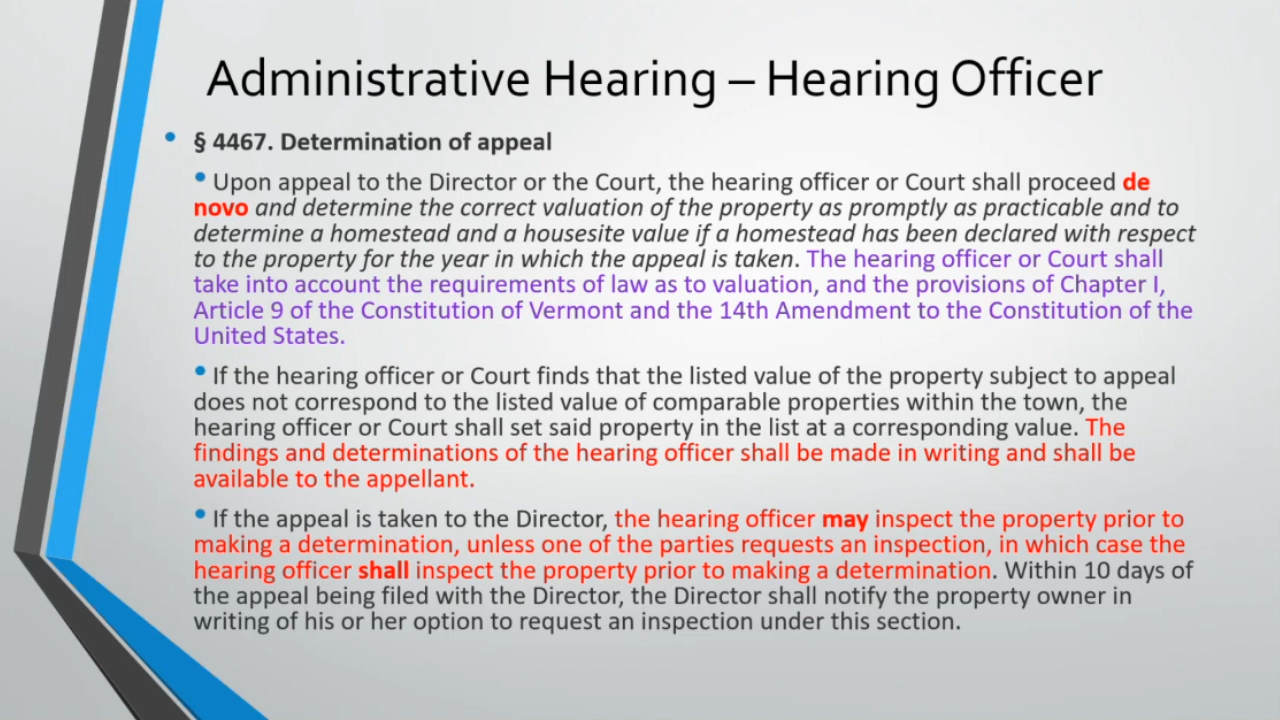 Administrative Hearing – Hearing Officer
• § 4467. Determination of appeal
• Upon appeal to the Director or the Court, the hearing officer or Court shall proceed de
novo and determine the correct valuation of the property as promptly as practicable and to
determine a homestead and a housesite value if a homestead has been declared with respect
to the property for the year in which the appeal is taken. The hearing officer or Court shall
take into account the requirements of law as to valuation, and the provisions of Chapter I,
Article 9 of the Constitution of Vermont and the 14th Amendment to the Constitution of the
United States.
• If the hearing officer or Court finds that the listed value of the property subject to appeal
does not correspond to the listed value of comparable properties within the town, the
hearing officer or Court shall set said property in the list at a corresponding value. The
findings and determinations of the hearing officer shall be made in writing and shall be
available to the appellant.
• If the appeal is taken to the Director, the hearing officer may inspect the property prior to
making a determination, unless one of the parties requests an inspection, in which case the
hearing officer shall inspect the property prior to making a determination. Within 10 days of
the appeal being filed with the Director, the Director shall notify the property owner in
writing of his or her option to request an inspection under this section.